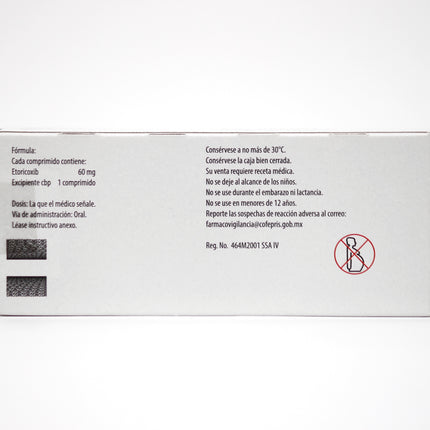 Fórmula:
Cada comprimido contiene:
Etoricoxib 60 mg
Excipiente cbp 1 comprimido
Dosis: La que el médico señale.
Vía de administración: Oral.
Léase instructivo anexo.
Consérvese a no más de 30°C.
Consérvese la caja bien cerrada.
Su venta requiere receta médica.
No se deje al alcance de los niños.
No se use durante el embarazo ni lactancia.
No se use en menores de 12 años.
Reporte las sospechas de reacción adversa al correo:
farmacovigilancia@cofepris.gob.mx
Reg. No. 464M2001 SSA IV